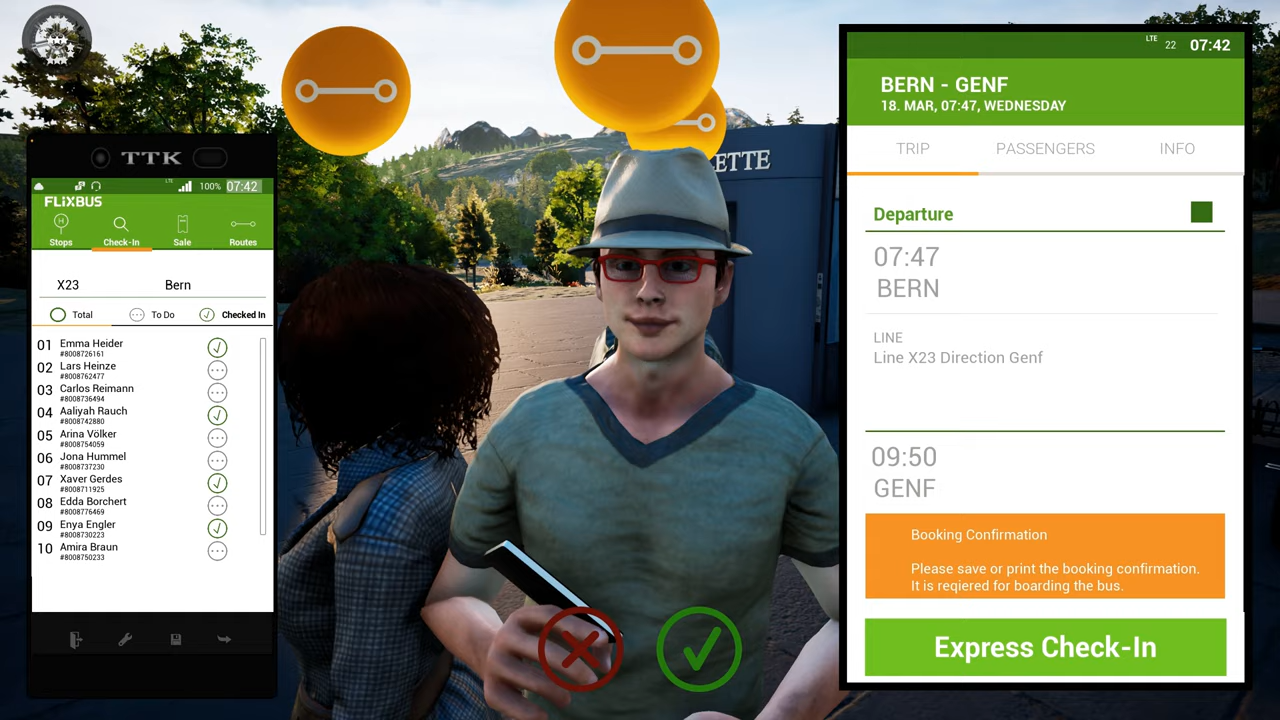 TTK
LTE
100%
07:42
FLiXBUS
H
Stops
Check-In
Sale
Routes
X23
Bern
Total
To Do
Checked In
01 Emma Heider
#8008726161
02 Lars Heinze
#8008762477
03 Carlos Reimann
#8008736494
04 Aaliyah Rauch
#8008742880
05 Arina Völker
#8008754059
06 Jona Hummel
#8008737230
07 Xaver Gerdes
#8008711925
08 Edda Borchert
#8008776469
09 Enya Engler
#8008730223
10 Amira Braun
#8008750233
ETTE
LTE 22 07:42
BERN - GENF
18. MAR, 07:47, WEDNESDAY
TRIP PASSENGERS INFO
Departure
07:47
BERN
LINE
Line X23 Direction Genf
09:50
GENF
Booking Confirmation
Please save or print the booking confirmation.
It is reqiered for boarding the bus.
Express Check-In